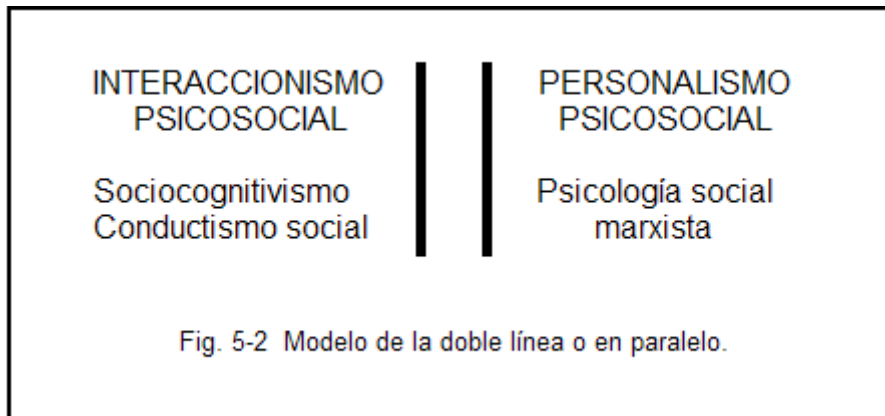 INTERACCIONISMO
PSICOSOCIAL
Sociocognitivismo
Conductismo social
PERSONALISMO
PSICOSOCIAL
Psicología social
marxista
Fig. 5-2 Modelo de la doble línea o en paralelo.